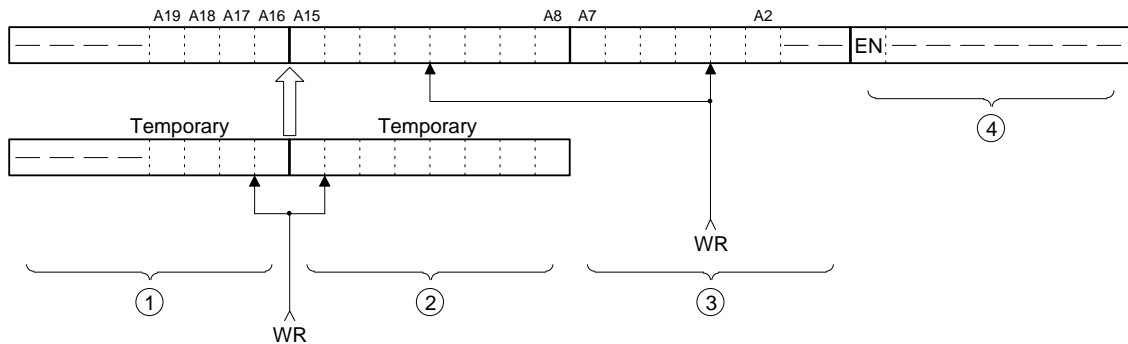 A19 A18 A17 A16 A15 A8 A7 A2
EN
④
Temporary Temporary
WR
① ② ③
WR